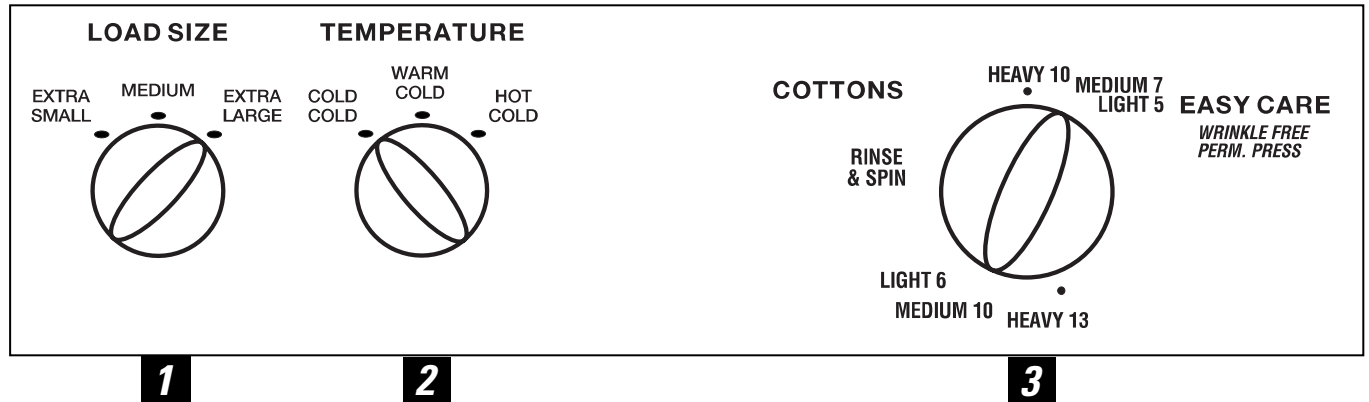 LOAD SIZE
EXTRA
SMALL
MEDIUM
EXTRA
LARGE
TEMPERATURE
COLD
COLD
WARM
COLD
HOT
COLD
COTTONS
RINSE
& SPIN
LIGHT 6
MEDIUM 10
HEAVY 13
HEAVY 10
MEDIUM 7
LIGHT 5
EASY CARE
WRINKLE FREE
PERM. PRESS
1
2
3